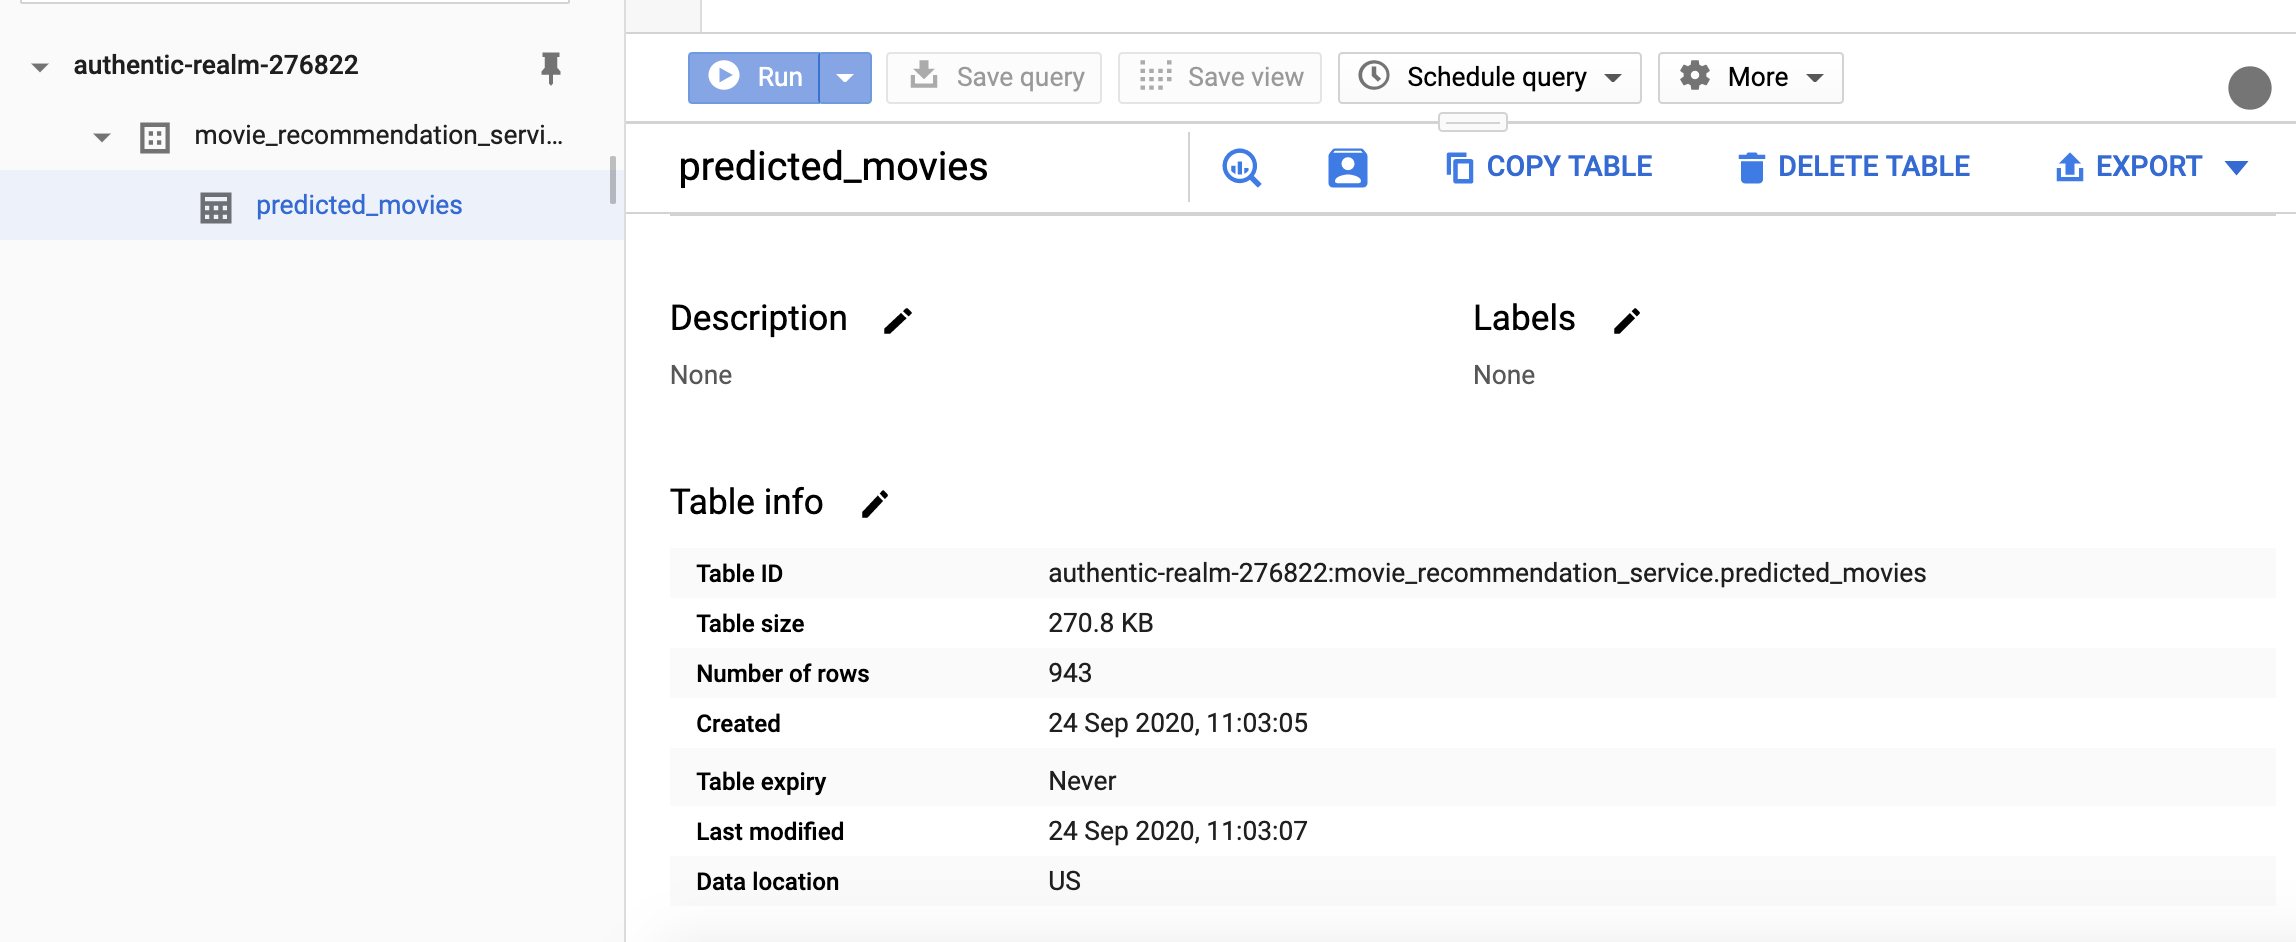 authentic-realm-276822
movie_recommendation_servi...
predicted_movies
Run
Save query
Save view
Schedule query
More
predicted_movies
COPY TABLE
DELETE TABLE
EXPORT
Description
None
Labels
None
Table info
Table ID authentic-realm-276822:movie_recommendation_service.predicted_movies
Table size 270.8 KB
Number of rows 943
Created 24 Sep 2020, 11:03:05
Table expiry Never
Last modified 24 Sep 2020, 11:03:07
Data location US